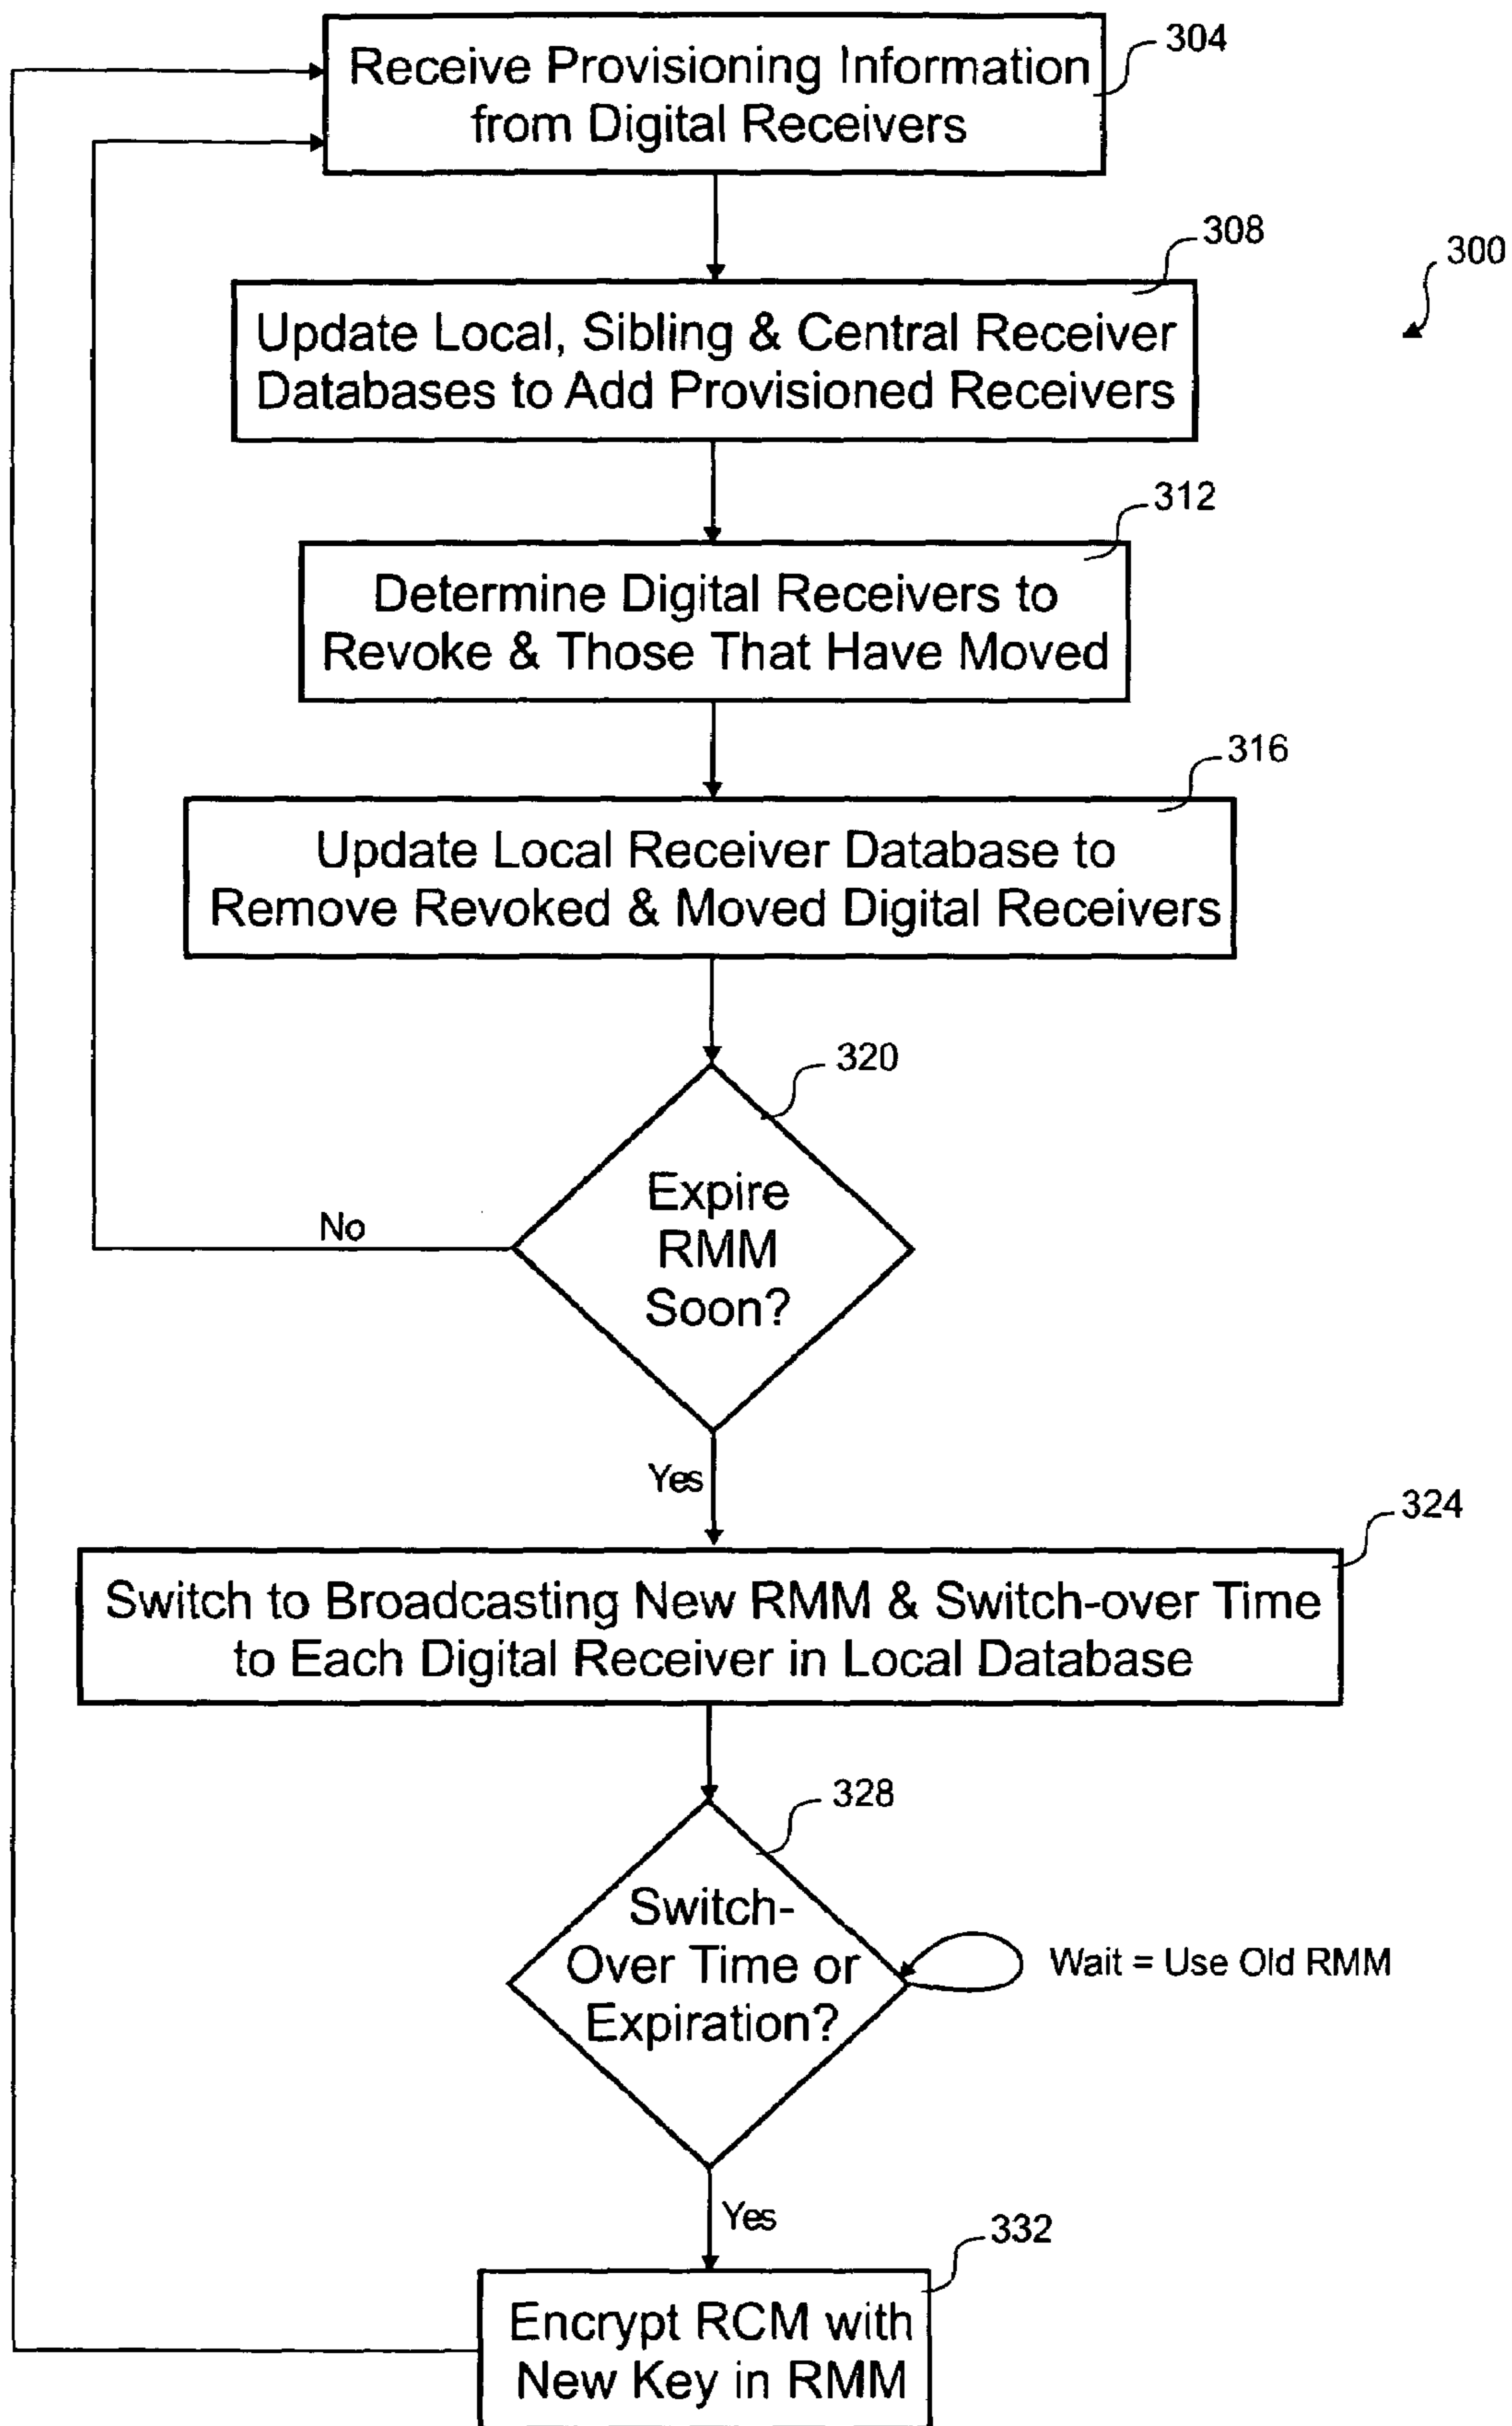 Receive Provisioning Information
from Digital Receivers
304
308
300
Update Local, Sibling & Central Receiver
Databases to Add Provisioned Receivers
312
Determine Digital Receivers to
Revoke & Those That Have Moved
316
Update Local Receiver Database to
Remove Revoked & Moved Digital Receivers
320
Expire
RMM
Soon?
No
Yes
324
Switch to Broadcasting New RMM & Switch-over Time
to Each Digital Receiver in Local Database
328
Switch-
Over Time or
Expiration?
Wait = Use Old RMM
Yes
332
Encrypt RCM with
New Key in RMM